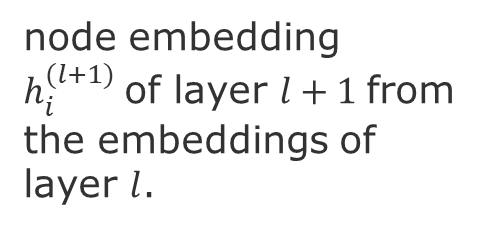 node embedding
$h_i^{(l+1)}$ of layer $l + 1$ from
the embeddings of
layer $l$.